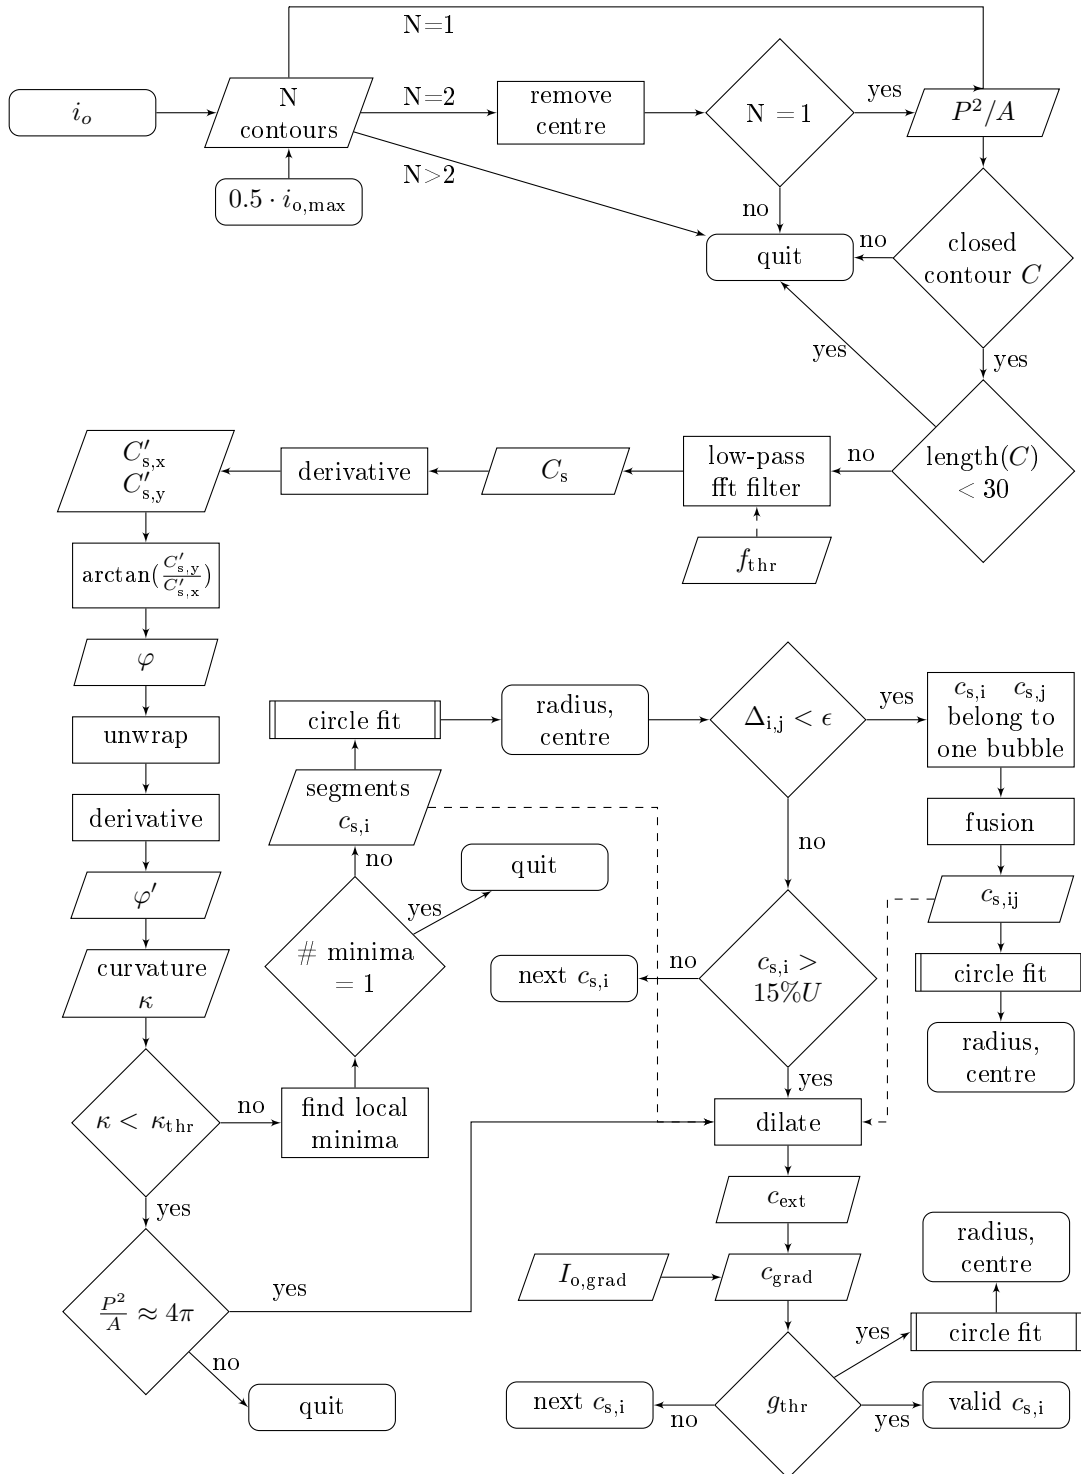 N=1
i_o
N
contours
N=2
remove
centre
N = 1
yes
P²/A
0.5 · i_o,max
N>2
no
quit
no
closed
contour C
yes
yes
C′_s,x
C′_s,y
derivative
C_s
low-pass
fft filter
no
length(C)
< 30
f_thr
arctan(C′_s,y/C′_s,x)
φ
unwrap
derivative
φ′
curvature
κ
κ < κ_thr
no
find local
minima
yes
P²/A ≈ 4π
yes
no
quit
# minima
= 1
yes
quit
no
segments
c_s,i
circle fit
radius,
centre
Δ_i,j < ϵ
yes
c_s,i c_s,j
belong to
one bubble
fusion
c_s,ij
circle fit
radius,
centre
no
c_s,i >
15%U
no
next c_s,i
yes
dilate
c_ext
I_o,grad
c_grad
g_thr
yes
circle fit
radius,
centre
no
next c_s,i
yes
valid c_s,i